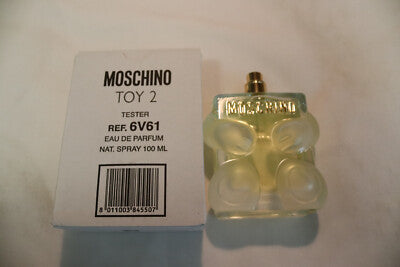 MOSCHINO
TOY 2
TESTER
REF. 6V61
EAU DE PARFUM
NAT. SPRAY 100 ML
8 011003 845507
MOSCHINO